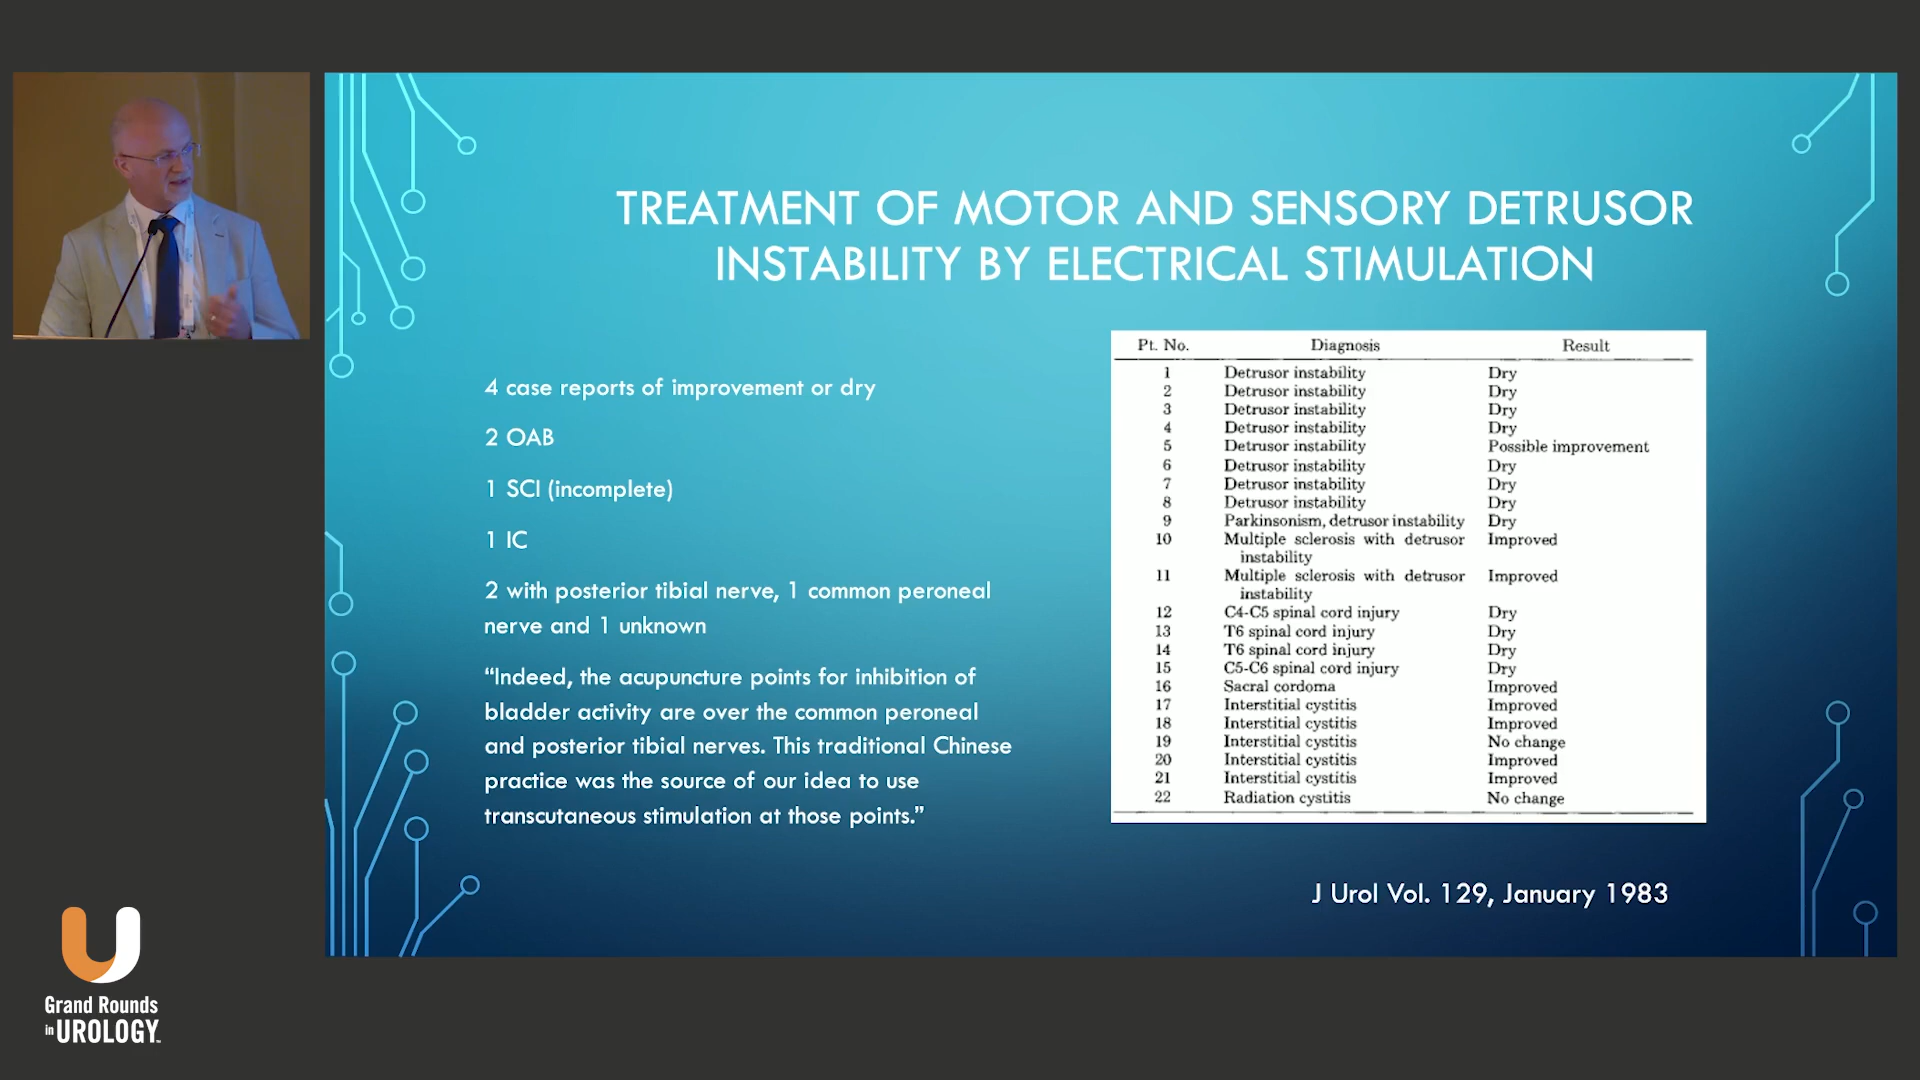 TREATMENT OF MOTOR AND SENSORY DETRUSOR
INSTABILITY BY ELECTRICAL STIMULATION
4 case reports of improvement or dry
2 OAB
1 SCI (incomplete)
1 IC
2 with posterior tibial nerve, 1 common peroneal
nerve and 1 unknown
“Indeed, the acupuncture points for inhibition of
bladder activity are over the common peroneal
and posterior tibial nerves. This traditional Chinese
practice was the source of our idea to use
transcutaneous stimulation at those points.”
Pt. No. Diagnosis Result
1 Detrusor instability Dry
2 Detrusor instability Dry
3 Detrusor instability Dry
4 Detrusor instability Dry
5 Detrusor instability Possible improvement
6 Detrusor instability Dry
7 Detrusor instability Dry
8 Detrusor instability Dry
9 Parkinsonism, detrusor instability Dry
10 Multiple sclerosis with detrusor Improved
instability
11 Multiple sclerosis with detrusor Improved
instability
12 C4-C5 spinal cord injury Dry
13 T6 spinal cord injury Dry
14 T6 spinal cord injury Dry
15 C5-C6 spinal cord injury Dry
16 Sacral cordoma Improved
17 Interstitial cystitis Improved
18 Interstitial cystitis Improved
19 Interstitial cystitis No change
20 Interstitial cystitis Improved
21 Interstitial cystitis Improved
22 Radiation cystitis No change
J Urol Vol. 129, January 1983
Grand Rounds
in UROLOGY™